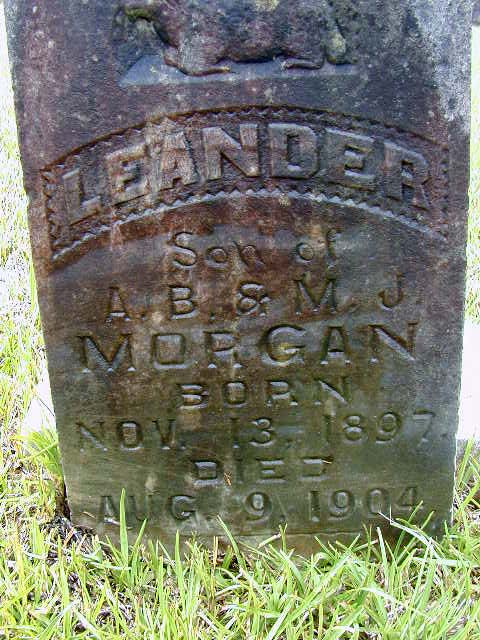 LEANDER
Son of
A. B. & M. J.
MORGAN
BORN
NOV. 13, 1897.
DIED
AUG. 9, 1904.